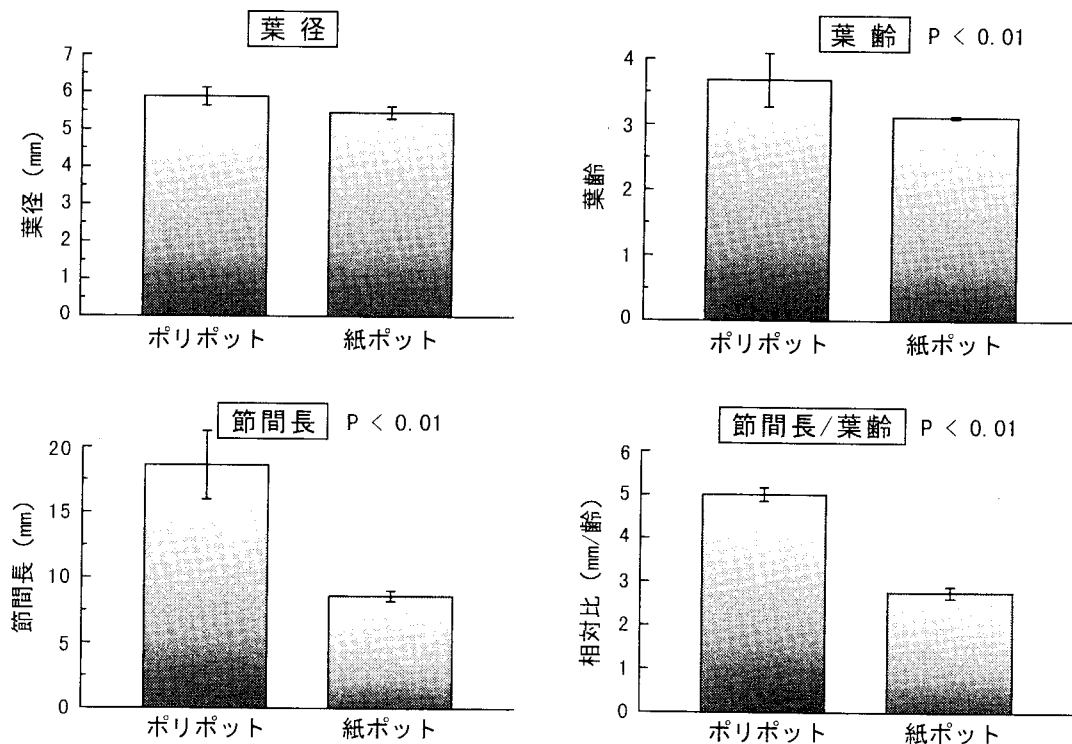 葉 径
7
6
5
4
3
2
1
0
葉径 (mm)
ポリポット
紙ポット
葉 齢 P < 0.01
4
3
2
1
0
葉齢
ポリポット
紙ポット
節間長 P < 0.01
20
15
10
5
0
節間長 (mm)
ポリポット
紙ポット
節間長/葉齢 P < 0.01
6
5
4
3
2
1
0
相対比 (mm/齢)
ポリポット
紙ポット